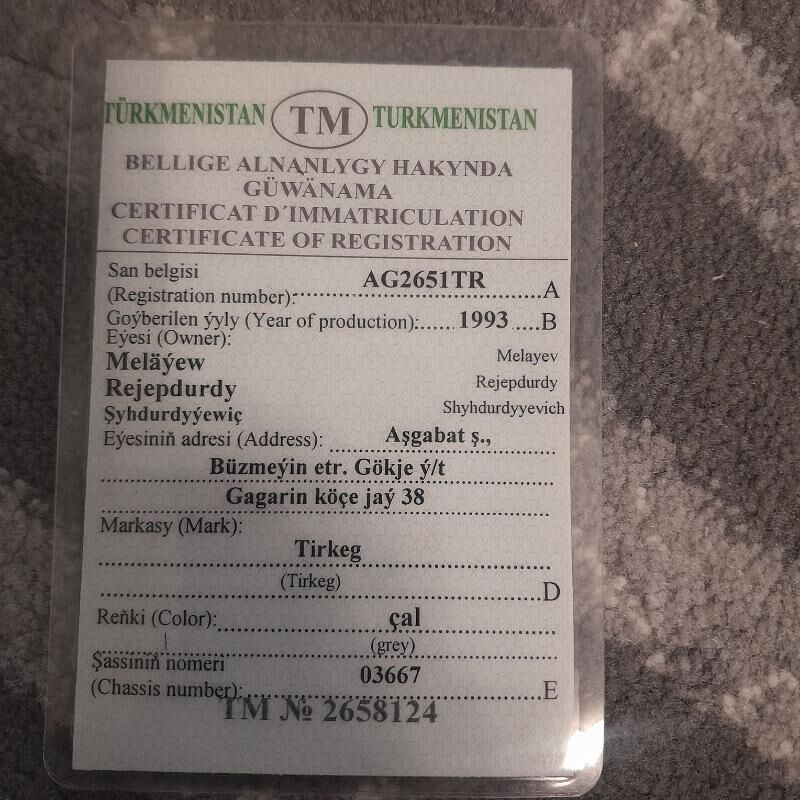 TÜRKMENISTAN TM TURKMENISTAN
BELLIGE ALNANLYGY HAKYNDA
GÜWÄNAMA
CERTIFICAT D´IMMATRICULATION
CERTIFICATE OF REGISTRATION
San belgisi
(Registration number): AG2651TR A
Goýberilen ýyly (Year of production):..... 1993 ....B
Eýesi (Owner):
Meläýew Melayev
Rejepdurdy Rejepdurdy
Şyhdurdyýewiç Shyhdurdyyevich
Eýesiniň adresi (Address): Aşgabat ş.,
Büzmeýin etr. Gökje ý/t
Gagarin köçe jaý 38
Markasy (Mark):
Tirkeg
(Tirkeg) D
Reňki (Color): çal
(grey)
Şassiniň nomeri
(Chassis number): 03667 E
TM № 2658124